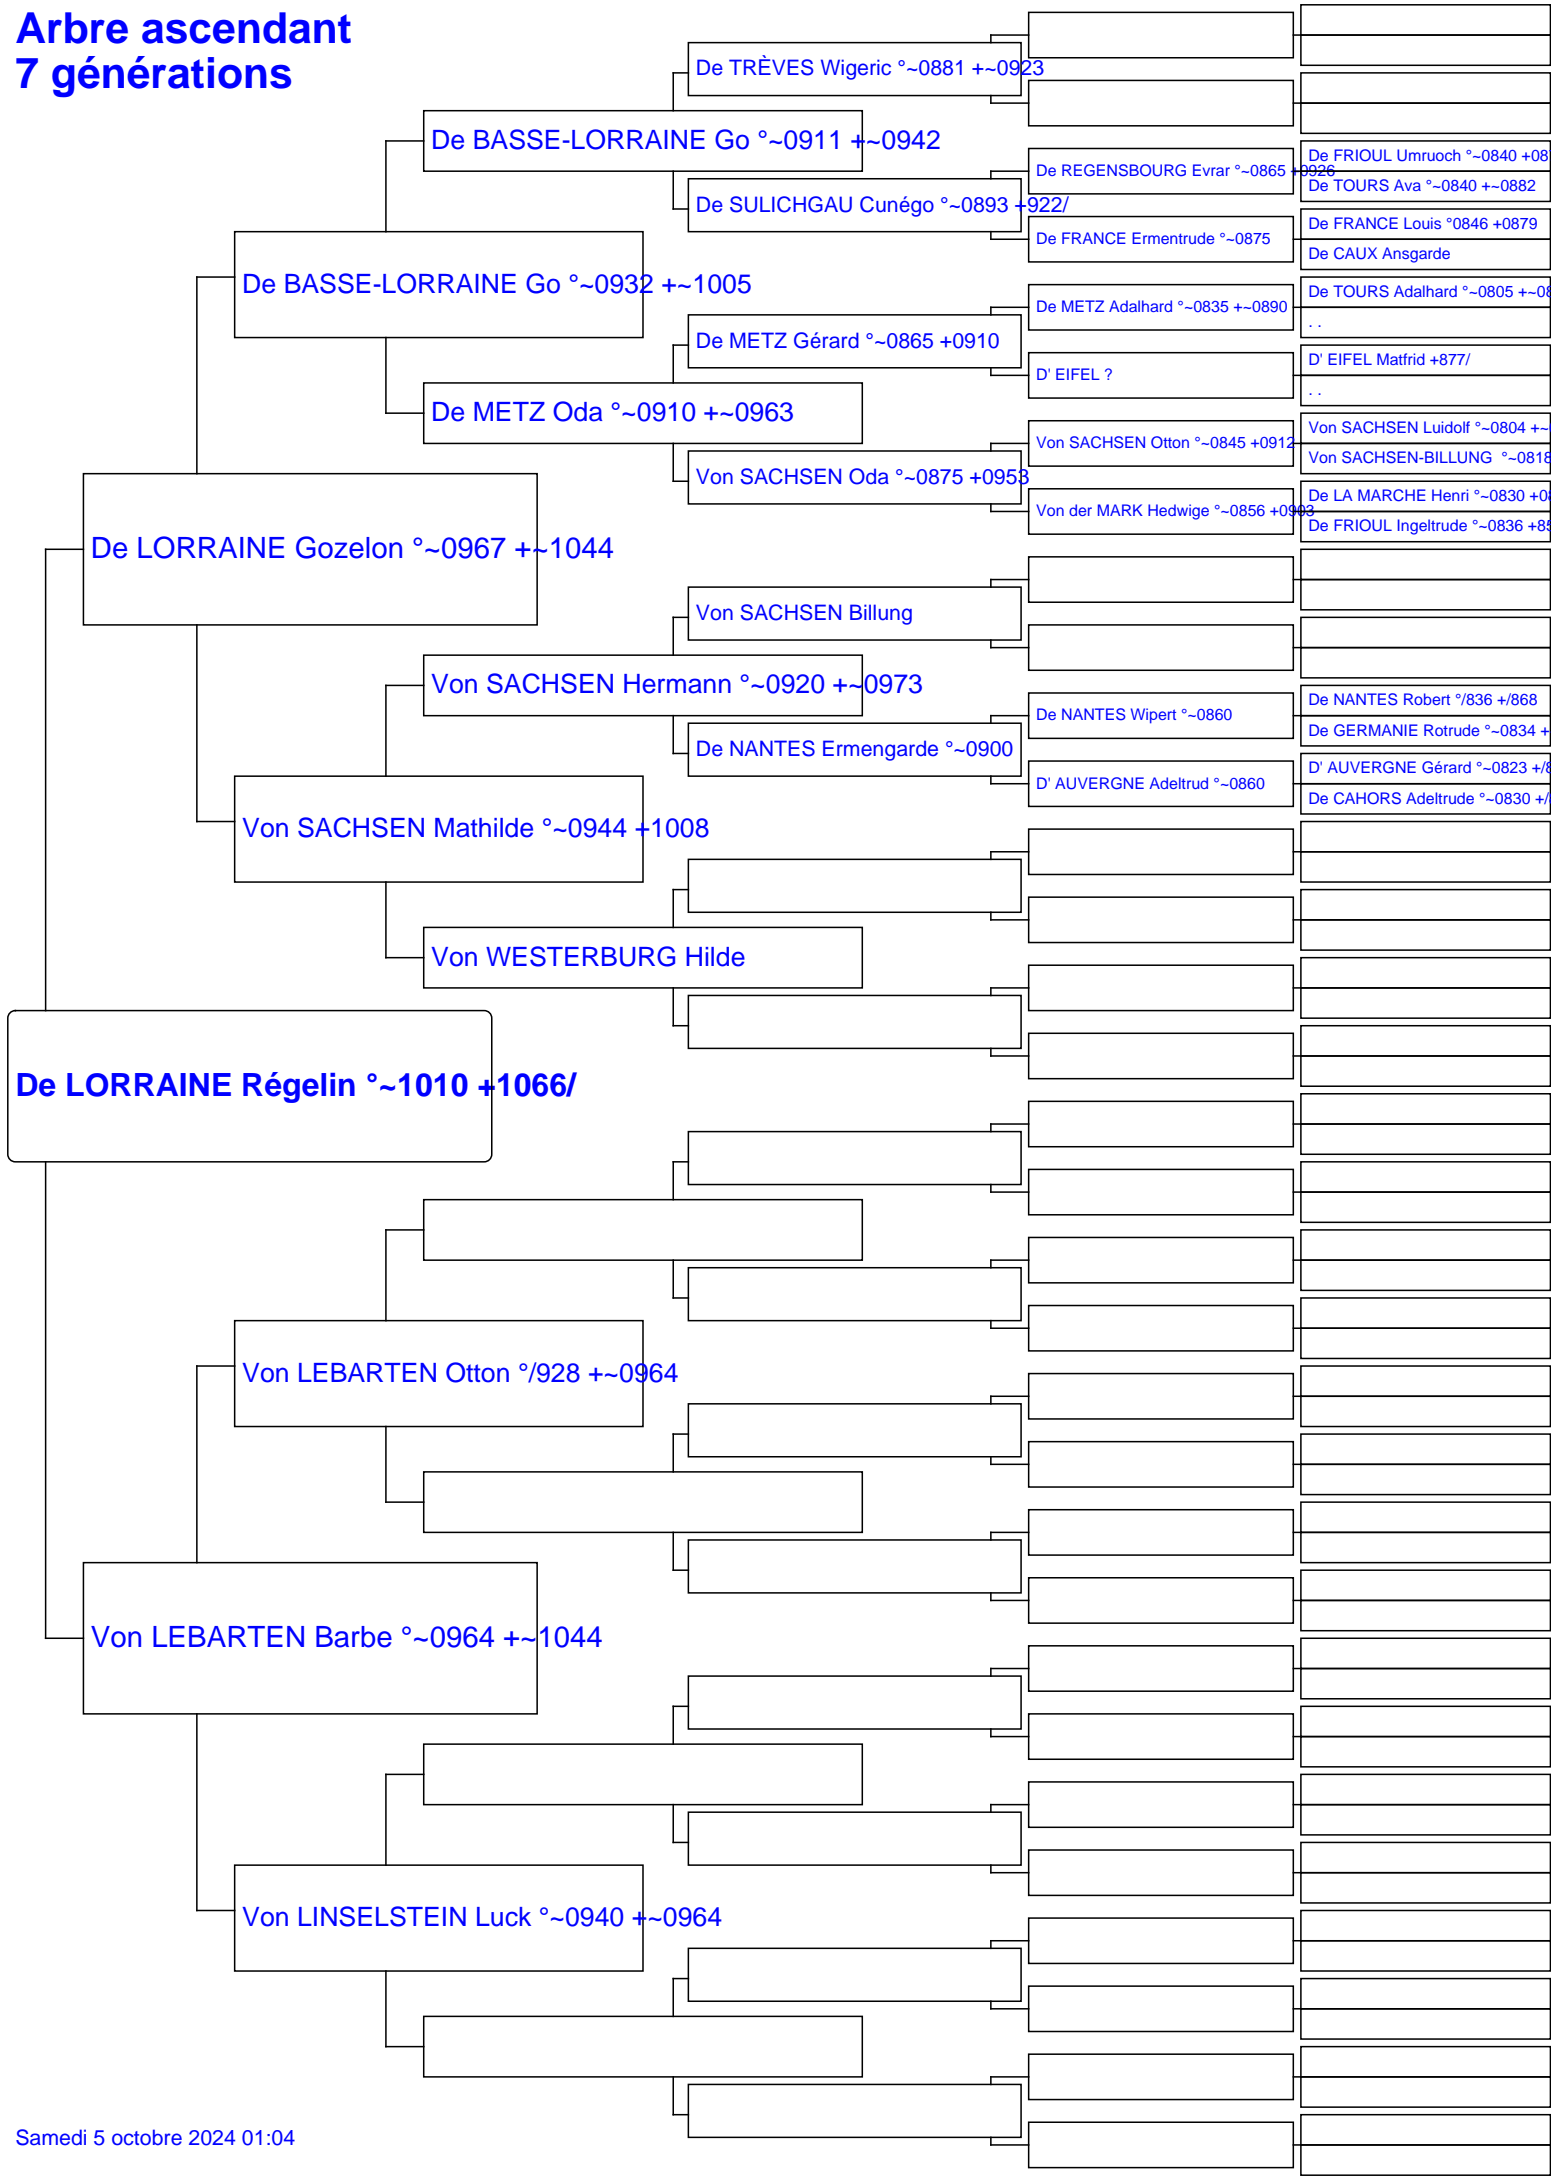 Arbre ascendant
7 générations
De TRÈVES Wigeric °~0881 +~0923
De BASSE-LORRAINE Go °~0911 +~0942
De FRIOUL Umruoch °~0840 +08
De REGENSBOURG Evrar °~0865 +0926
De TOURS Ava °~0840 +~0882
De SULICHGAU Cunégo °~0893 +922/
De FRANCE Louis °0846 +0879
De FRANCE Ermentrude °~0875
De CAUX Ansgarde
De BASSE-LORRAINE Go °~0932 +~1005
De TOURS Adalhard °~0805 +~08
De METZ Adalhard °~0835 +~0890
. .
De METZ Gérard °~0865 +0910
D' EIFEL Matfrid +877/
D' EIFEL ?
. .
De METZ Oda °~0910 +~0963
Von SACHSEN Luidolf °~0804 +~
Von SACHSEN Otton °~0845 +0912
Von SACHSEN-BILLUNG °~0818
Von SACHSEN Oda °~0875 +0953
De LA MARCHE Henri °~0830 +08
Von der MARK Hedwige °~0856 +0903
De FRIOUL Ingeltrude °~0836 +85
De LORRAINE Gozelon °~0967 +~1044
Von SACHSEN Billung
Von SACHSEN Hermann °~0920 +~0973
De NANTES Robert °/836 +/868
De NANTES Wipert °~0860
De GERMANIE Rotrude °~0834 +
De NANTES Ermengarde °~0900
D' AUVERGNE Gérard °~0823 +/8
D' AUVERGNE Adeltrud °~0860
De CAHORS Adeltrude °~0830 +/
Von SACHSEN Mathilde °~0944 +1008
Von WESTERBURG Hilde
De LORRAINE Régelin °~1010 +1066/
Von LEBARTEN Otton °/928 +~0964
Von LEBARTEN Barbe °~0964 +~1044
Von LINSELSTEIN Luck °~0940 +~0964
Samedi 5 octobre 2024 01:04